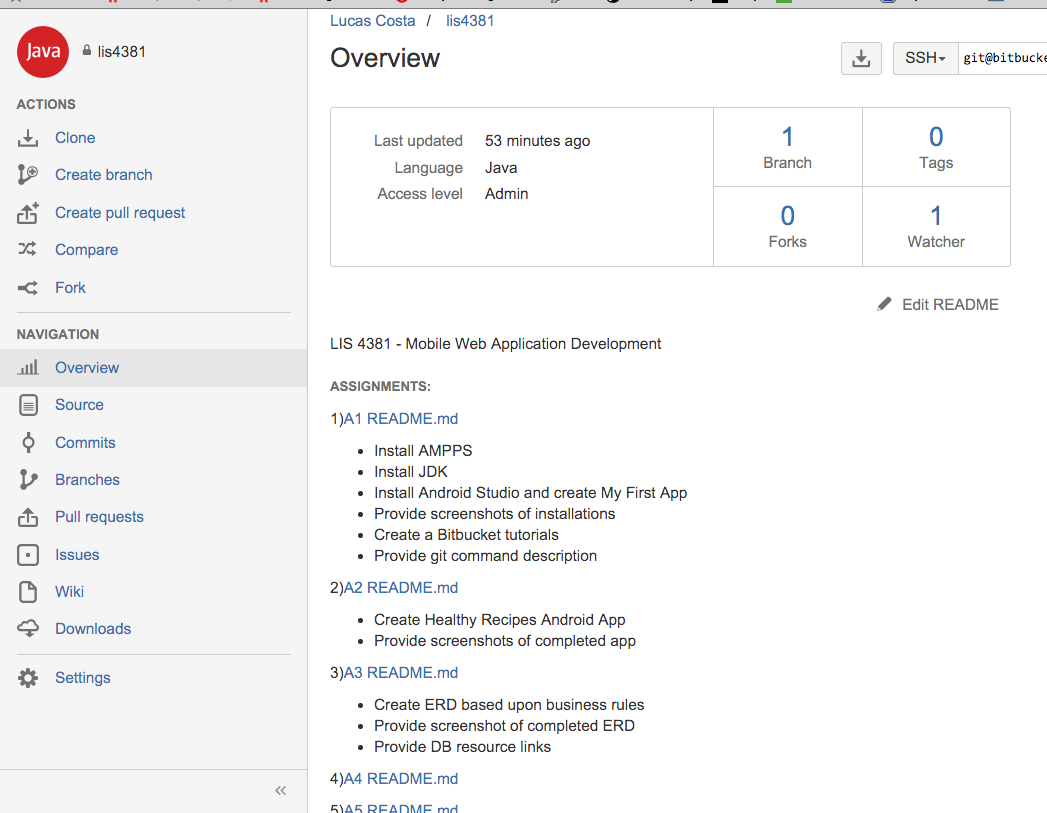 Java
lis4381
ACTIONS
Clone
Create branch
Create pull request
Compare
Fork
NAVIGATION
Overview
Source
Commits
Branches
Pull requests
Issues
Wiki
Downloads
Settings
Lucas Costa / lis4381
Overview
SSH
git@bitbucke
Last updated 53 minutes ago
Language Java
Access level Admin
1
Branch
0
Tags
0
Forks
1
Watcher
Edit README
LIS 4381 - Mobile Web Application Development
ASSIGNMENTS:
1)A1 README.md
• Install AMPPS
• Install JDK
• Install Android Studio and create My First App
• Provide screenshots of installations
• Create a Bitbucket tutorials
• Provide git command description
2)A2 README.md
• Create Healthy Recipes Android App
• Provide screenshots of completed app
3)A3 README.md
• Create ERD based upon business rules
• Provide screenshot of completed ERD
• Provide DB resource links
4)A4 README.md
5)A5 README.md